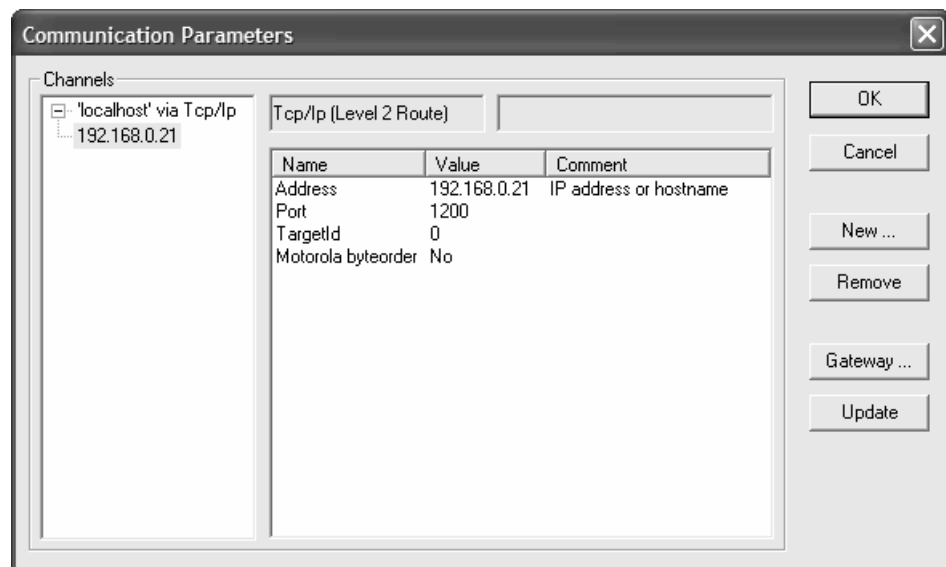 Communication Parameters
Channels
'localhost' via Tcp/Ip
192.168.0.21
Tcp/Ip (Level 2 Route)
Name Value Comment
Address 192.168.0.21 IP address or hostname
Port 1200
TargetId 0
Motorola byteorder No
OK
Cancel
New ...
Remove
Gateway ...
Update